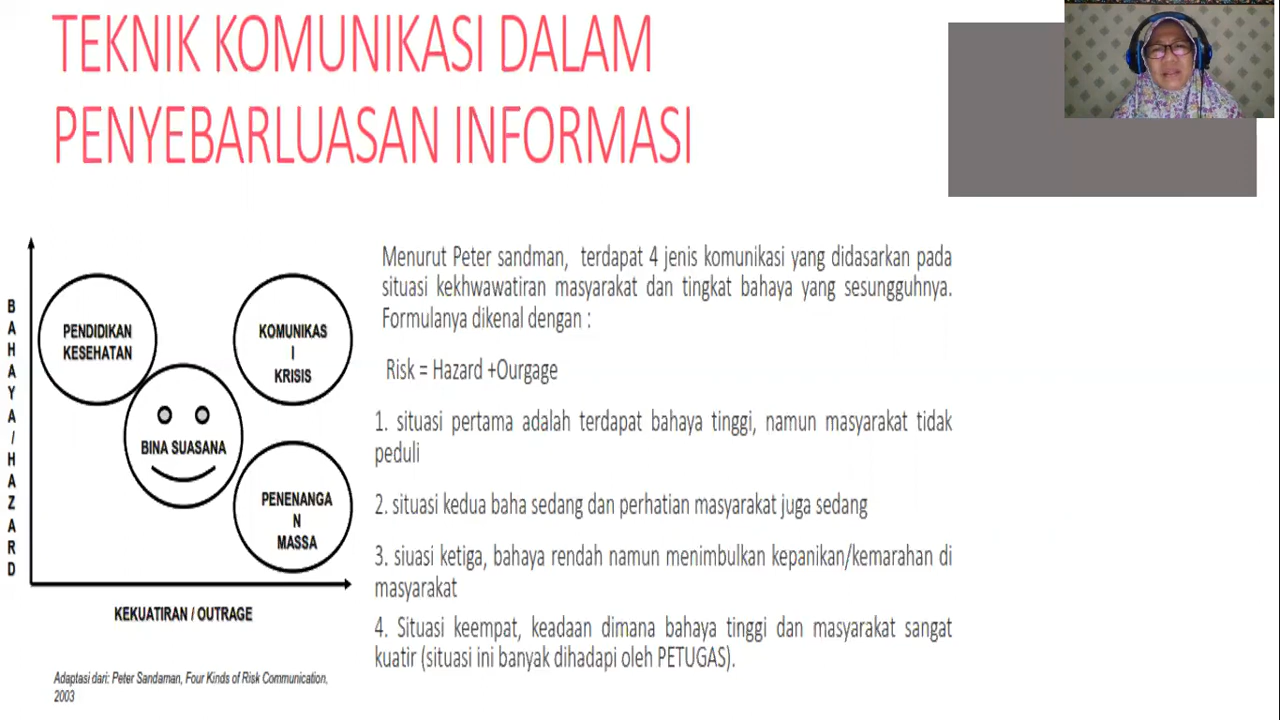 TEKNIK KOMUNIKASI DALAM
PENYEBARLUASAN INFORMASI
BAHAYA/HAZARD
PENDIDIKAN
KESEHATAN
KOMUNIKAS
I
KRISIS
BINA SUASANA
PENENANGA
N
MASSA
KEKUATIRAN / OUTRAGE
Adaptasi dari: Peter Sandaman, Four Kinds of Risk Communication,
2003
Menurut Peter sandman, terdapat 4 jenis komunikasi yang didasarkan pada
situasi kekhwawatiran masyarakat dan tingkat bahaya yang sesungguhnya.
Formulanya dikenal dengan :
Risk = Hazard +Ourgage
1. situasi pertama adalah terdapat bahaya tinggi, namun masyarakat tidak
peduli
2. situasi kedua baha sedang dan perhatian masyarakat juga sedang
3. siuasi ketiga, bahaya rendah namun menimbulkan kepanikan/kemarahan di
masyarakat
4. Situasi keempat, keadaan dimana bahaya tinggi dan masyarakat sangat
kuatir (situasi ini banyak dihadapi oleh PETUGAS).